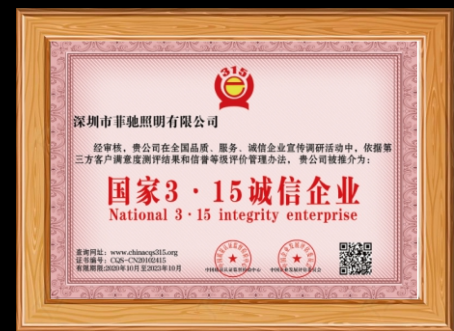 315
深圳市菲驰照明有限公司
经审核，贵公司在全国品质、服务、诚信企业宣传调研活动中，依据第
三方客户满意度测评结果和信誉等级评价管理办法，贵公司被推介为：
国家3·15诚信企业
National 3·15 integrity enterprise
查询网址：www.chinacqs315.org
证书编号：CQS-CN20102415
有限期限:2020年10月至2023年10月